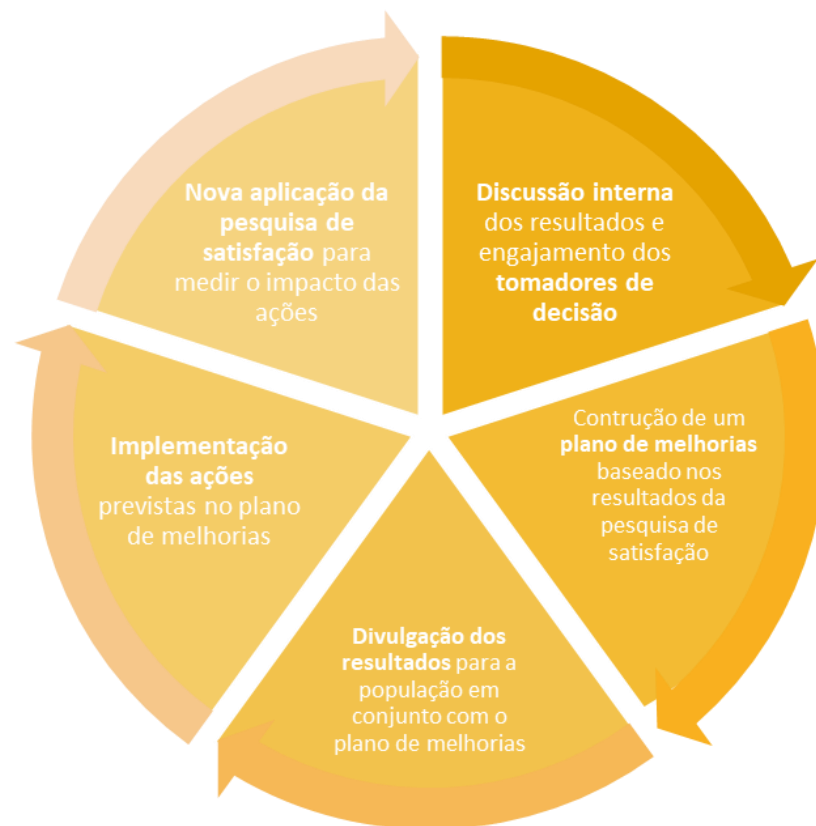 Nova aplicação da
pesquisa de
satisfação para
medir o impacto das
ações
Discussão interna
dos resultados e
engajamento dos
tomadores de
decisão
Contrução de um
plano de melhorias
baseado nos
resultados da
pesquisa de
satisfação
Divulgação dos
resultados para a
população em
conjunto com o
plano de melhorias
Implementação
das ações
previstas no plano
de melhorias